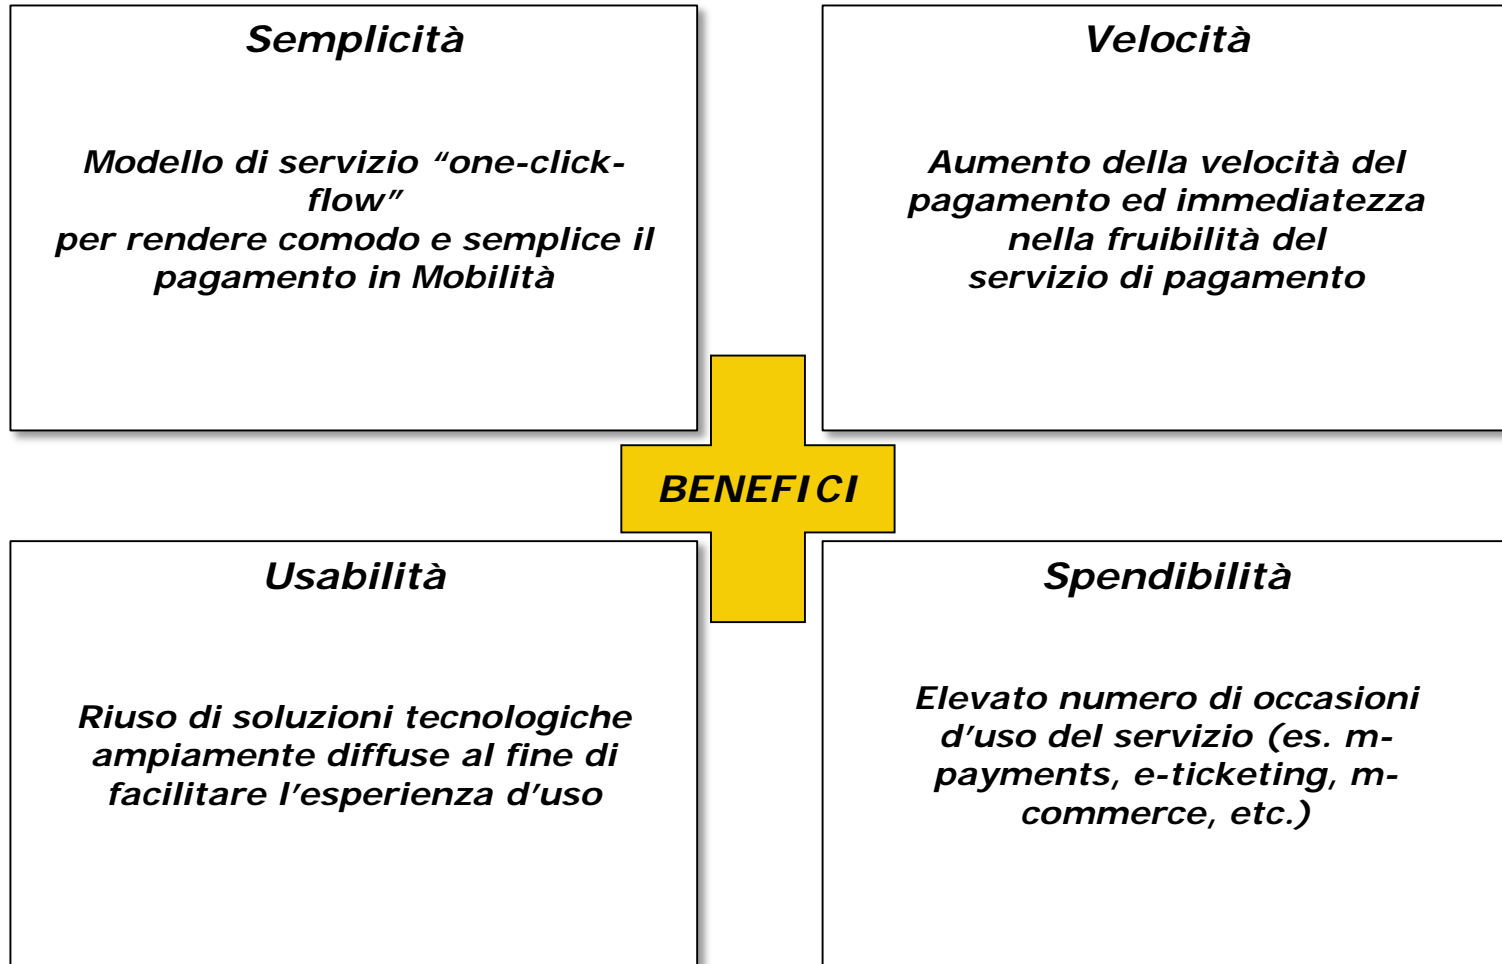 Semplicità
Modello di servizio “one-click-
flow”
per rendere comodo e semplice il
pagamento in Mobilità
Velocità
Aumento della velocità del
pagamento ed immediatezza
nella fruibilità del
servizio di pagamento
BENEFICI
Usabilità
Riuso di soluzioni tecnologiche
ampiamente diffuse al fine di
facilitare l’esperienza d’uso
Spendibilità
Elevato numero di occasioni
d’uso del servizio (es. m-
payments, e-ticketing, m-
commerce, etc.)